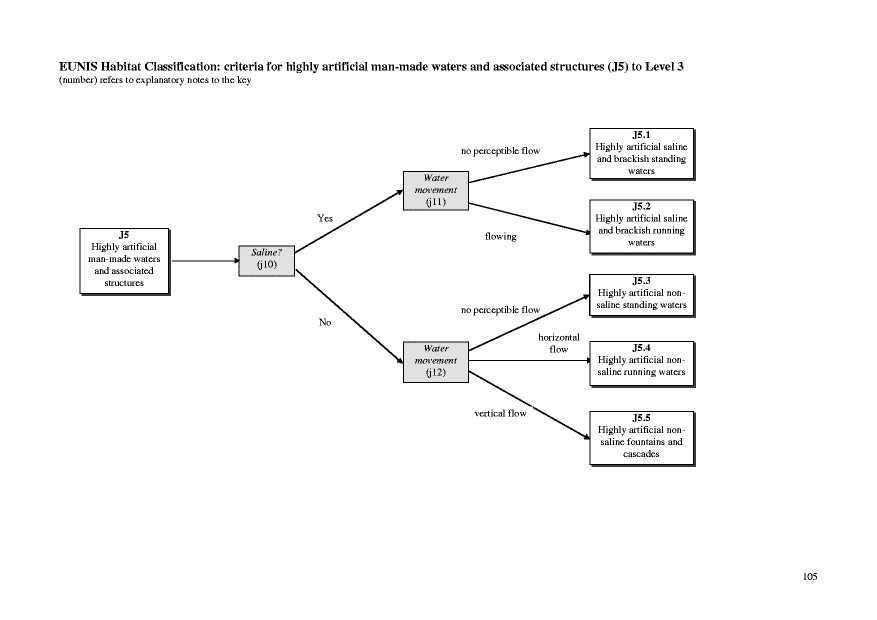 EUNIS Habitat Classification: criteria for highly artificial man-made waters and associated structures (J5) to Level 3
(number) refers to explanatory notes to the key
J5
Highly artificial
man-made waters
and associated
structures
Saline?
(j10)
Yes
No
Water
movement
(j11)
no perceptible flow
flowing
Water
movement
(j12)
no perceptible flow
horizontal
flow
vertical flow
J5.1
Highly artificial saline
and brackish standing
waters
J5.2
Highly artificial saline
and brackish running
waters
J5.3
Highly artificial non-
saline standing waters
J5.4
Highly artificial non-
saline running waters
J5.5
Highly artificial non-
saline fountains and
cascades
105